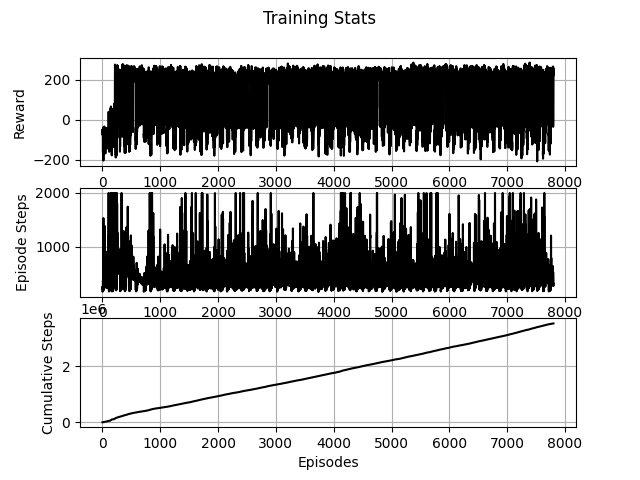 Training Stats
Reward
200
0
−200
0 1000 2000 3000 4000 5000 6000 7000 8000
Episode Steps
2000
1000
0 1000 2000 3000 4000 5000 6000 7000 8000
1e6
Cumulative Steps
2
0
0 1000 2000 3000 4000 5000 6000 7000 8000
Episodes